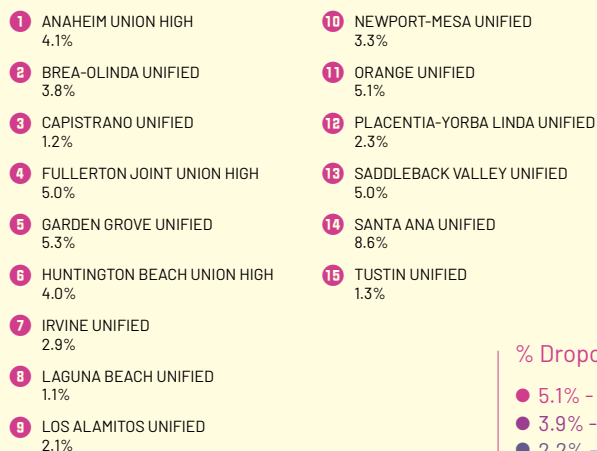 1 ANAHEIM UNION HIGH
4.1%
2 BREA-OLINDA UNIFIED
3.8%
3 CAPISTRANO UNIFIED
1.2%
4 FULLERTON JOINT UNION HIGH
5.0%
5 GARDEN GROVE UNIFIED
5.3%
6 HUNTINGTON BEACH UNION HIGH
4.0%
7 IRVINE UNIFIED
2.9%
8 LAGUNA BEACH UNIFIED
1.1%
9 LOS ALAMITOS UNIFIED
2.1%
10 NEWPORT-MESA UNIFIED
3.3%
11 ORANGE UNIFIED
5.1%
12 PLACENTIA-YORBA LINDA UNIFIED
2.3%
13 SADDLEBACK VALLEY UNIFIED
5.0%
14 SANTA ANA UNIFIED
8.6%
15 TUSTIN UNIFIED
1.3%
% Dropo
5.1% -
3.9% -
2.2% -